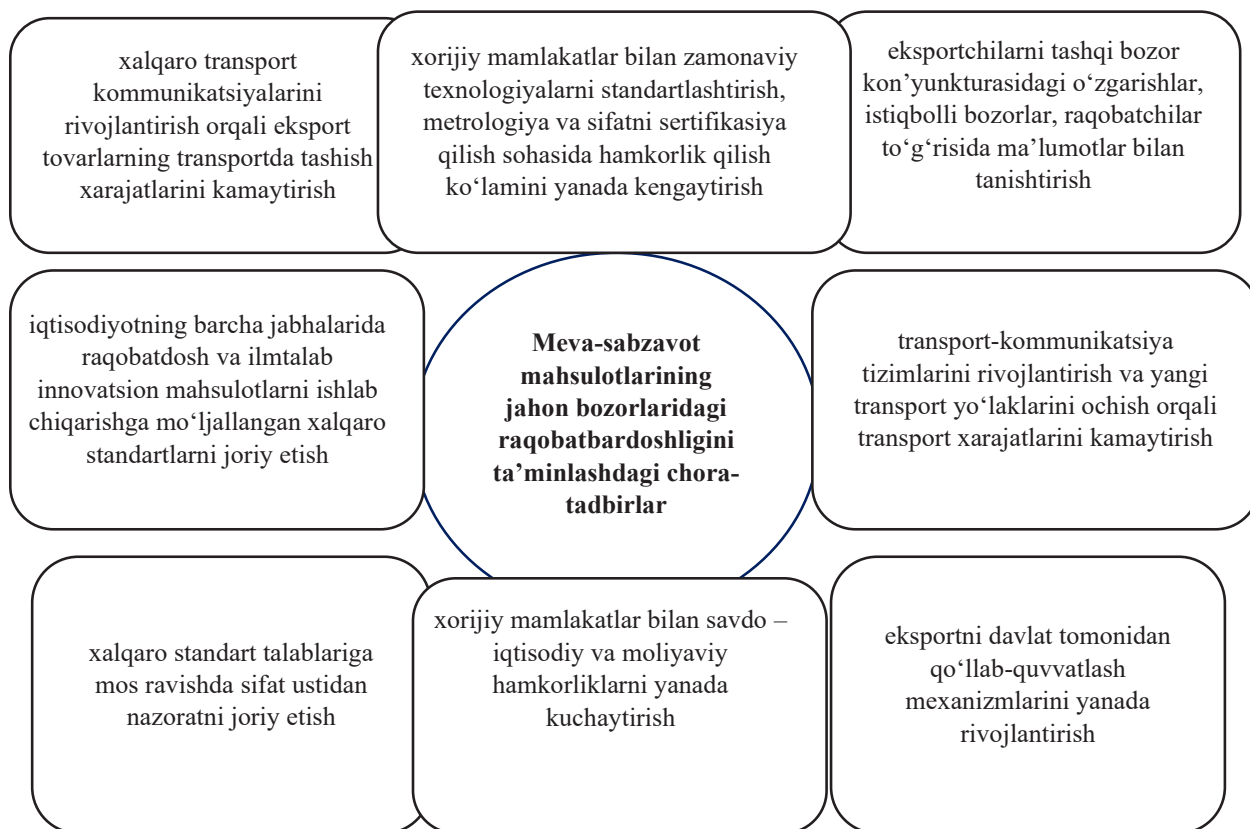 xalqaro transport
kommunikatsiyalarini
rivojlantirish orqali eksport
tovarlarning transportda tashish
xarajatlarini kamaytirish
xorijiy mamlakatlar bilan zamonaviy
texnologiyalarni standartlashtirish,
metrologiya va sifatni sertifikasiya
qilish sohasida hamkorlik qilish
ko‘lamini yanada kengaytirish
eksportchilarni tashqi bozor
kon’yunkturasidagi o‘zgarishlar,
istiqbolli bozorlar, raqobatchilar
to‘g‘risida ma’lumotlar bilan
tanishtirish
iqtisodiyotning barcha jabhalarida
raqobatdosh va ilmtalab
innovatsion mahsulotlarni ishlab
chiqarishga mo‘ljallangan xalqaro
standartlarni joriy etish
Meva-sabzavot
mahsulotlarining
jahon bozorlaridagi
raqobatbardoshligini
ta’minlashdagi chora-
tadbirlar
transport-kommunikatsiya
tizimlarini rivojlantirish va yangi
transport yo‘laklarini ochish orqali
transport xarajatlarini kamaytirish
xalqaro standart talablariga
mos ravishda sifat ustidan
nazoratni joriy etish
xorijiy mamlakatlar bilan savdo –
iqtisodiy va moliyaviy
hamkorliklarni yanada
kuchaytirish
eksportni davlat tomonidan
qo‘llab-quvvatlash
mexanizmlarini yanada
rivojlantirish